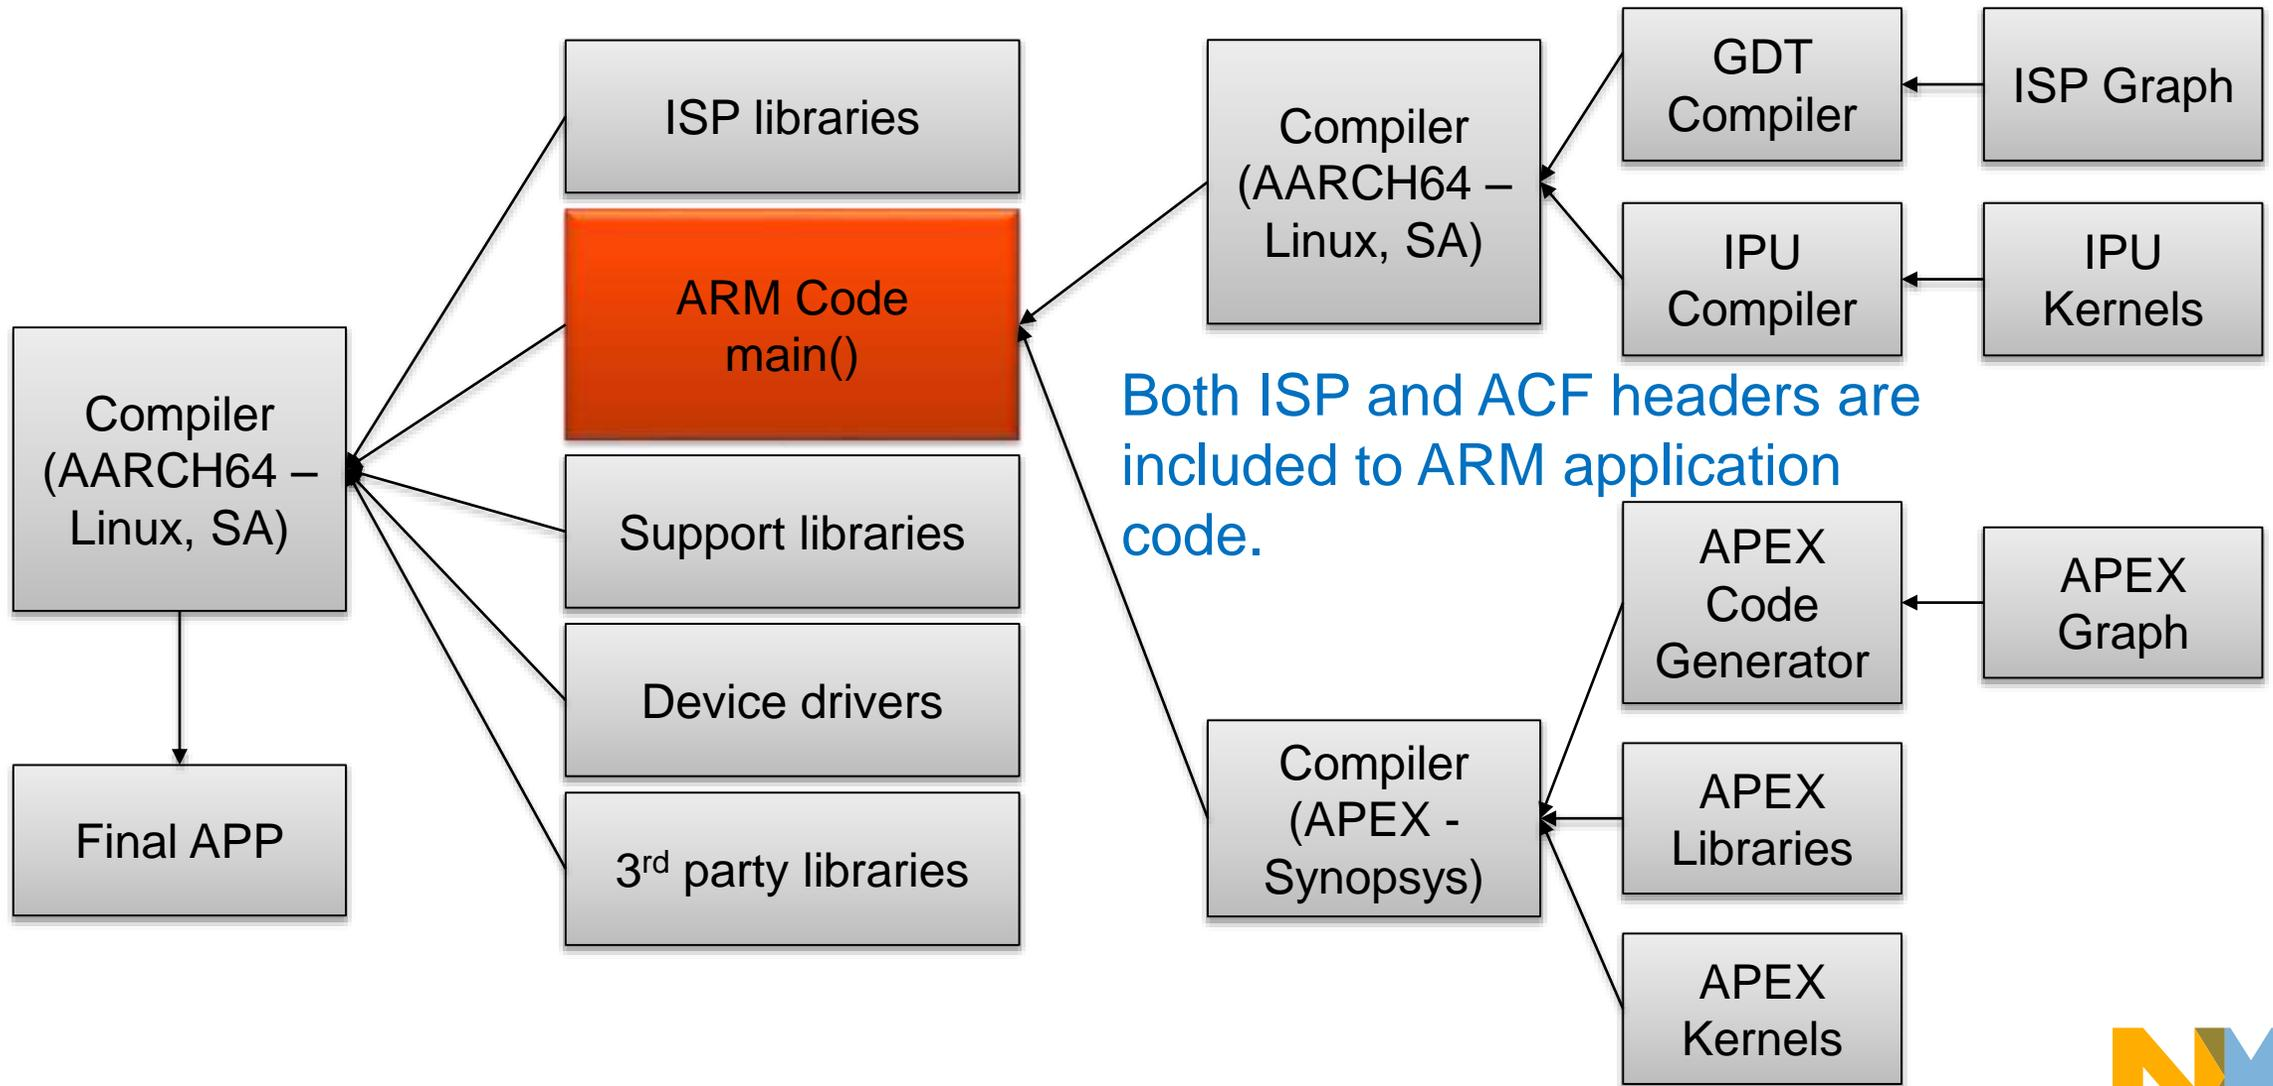 ISP libraries
ARM Code
main()
Support libraries
Device drivers
3rd party libraries
Compiler
(AARCH64 –
Linux, SA)
Final APP
Compiler
(AARCH64 –
Linux, SA)
GDT
Compiler
ISP Graph
IPU
Compiler
IPU
Kernels
Both ISP and ACF headers are
included to ARM application
code.
APEX
Code
Generator
APEX
Graph
Compiler
(APEX -
Synopsys)
APEX
Libraries
APEX
Kernels